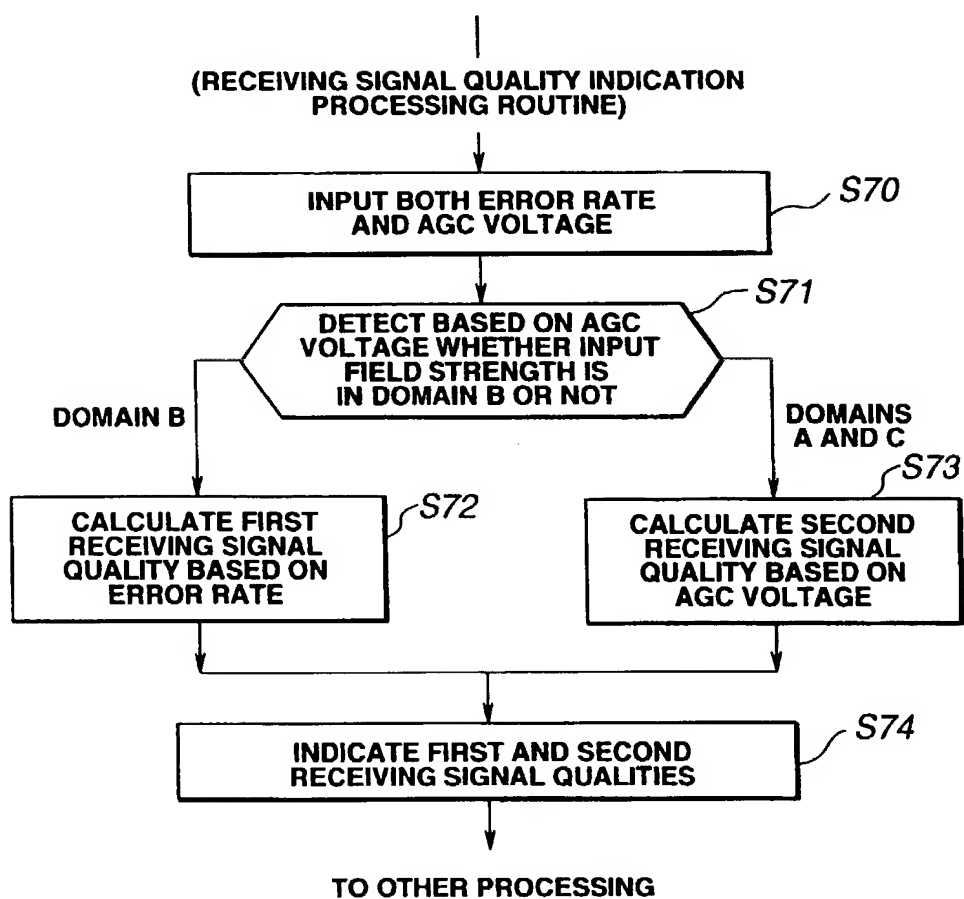 (RECEIVING SIGNAL QUALITY INDICATION
PROCESSING ROUTINE)
INPUT BOTH ERROR RATE
AND AGC VOLTAGE
S70
DETECT BASED ON AGC
VOLTAGE WHETHER INPUT
FIELD STRENGTH IS
IN DOMAIN B OR NOT
S71
DOMAIN B
DOMAINS
A AND C
CALCULATE FIRST
RECEIVING SIGNAL
QUALITY BASED ON
ERROR RATE
S72
CALCULATE SECOND
RECEIVING SIGNAL
QUALITY BASED ON
AGC VOLTAGE
S73
INDICATE FIRST AND SECOND
RECEIVING SIGNAL QUALITIES
S74
TO OTHER PROCESSING